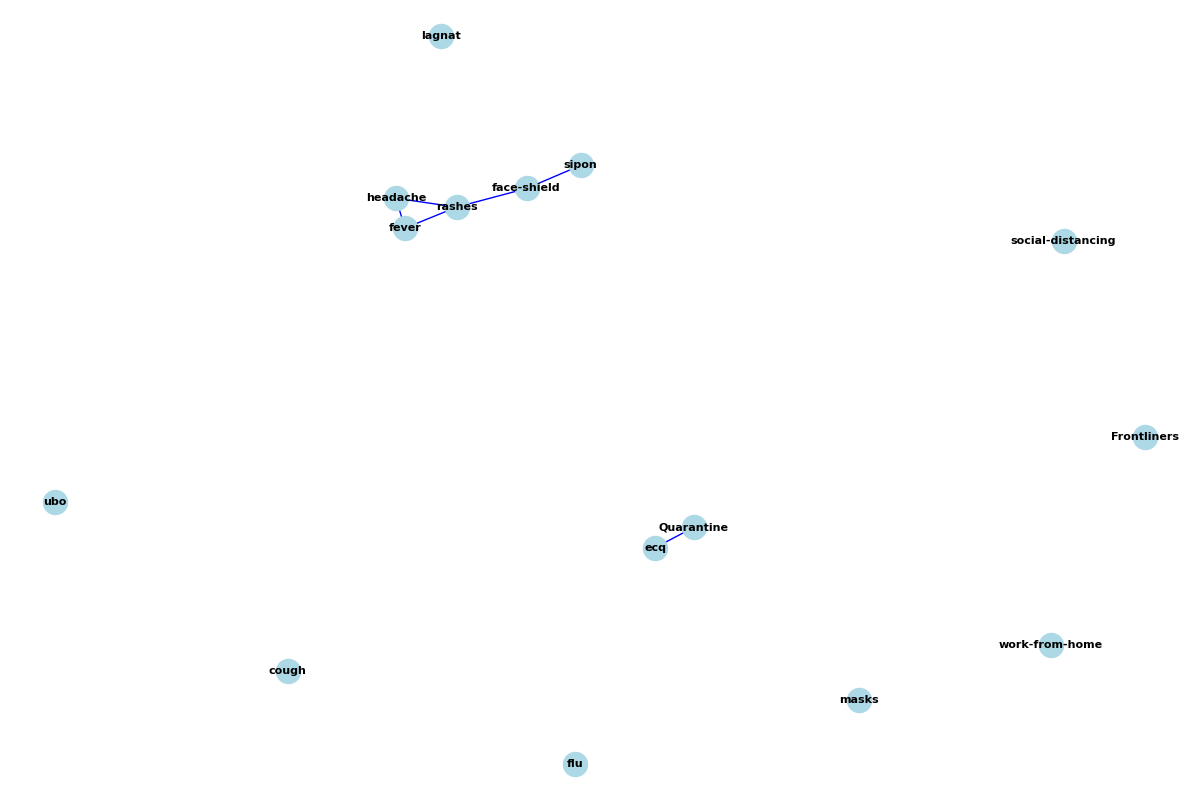 lagnat
sipon
face-shield
headache
rashes
fever
social-distancing
Frontliners
ubo
Quarantine
ecq
work-from-home
cough
masks
flu